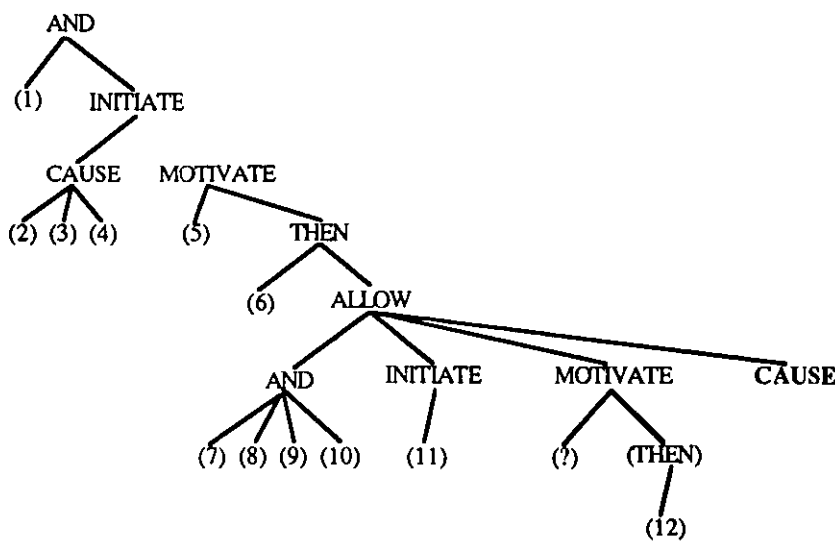 AND
(1) INITIATE
CAUSE MOTIVATE
(2) (3) (4) (5) THEN
(6) ALLOW
AND INITIATE MOTIVATE CAUSE
(7) (8) (9) (10) (11) (?) (THEN)
(12)